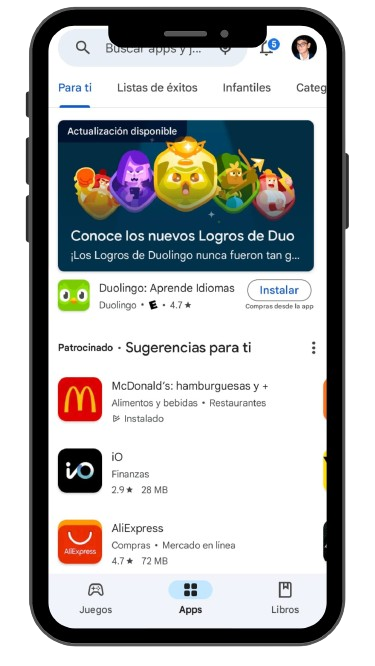 Buscar apps y j...
5
Para ti
Listas de éxitos
Infantiles
Categ
Actualización disponible
Conoce los nuevos Logros de Duo
¡Los Logros de Duolingo nunca fueron tan g...
Duolingo: Aprende Idiomas
Duolingo • E • 4.7 ★
Instalar
Compras desde la app
Patrocinado • Sugerencias para ti
McDonald's: hamburguesas y +
Alimentos y bebidas • Restaurantes
Instalado
iO
iO
Finanzas
2.9 ★ 28 MB
AliExpress
AliExpress
Compras • Mercado en línea
4.7 ★ 72 MB
Juegos
Apps
Libros